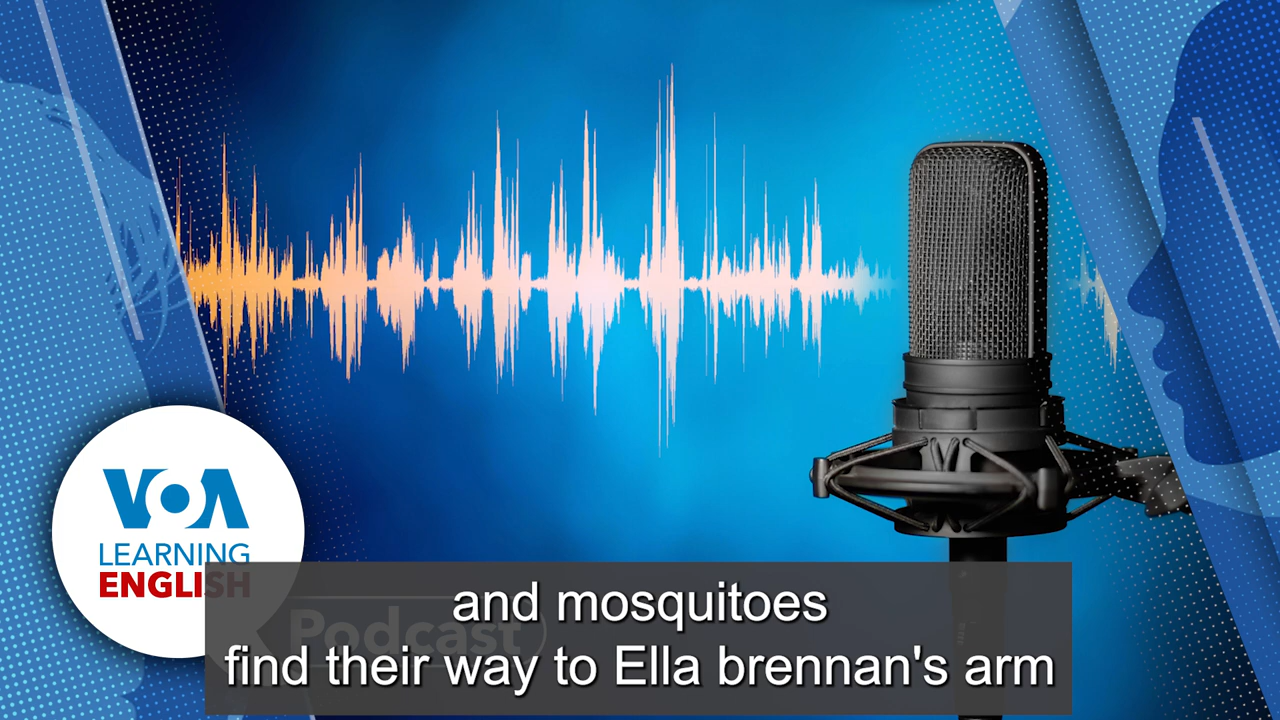 VOA
LEARNING
ENGLISH
Podcast
and mosquitoes
find their way to Ella brennan's arm